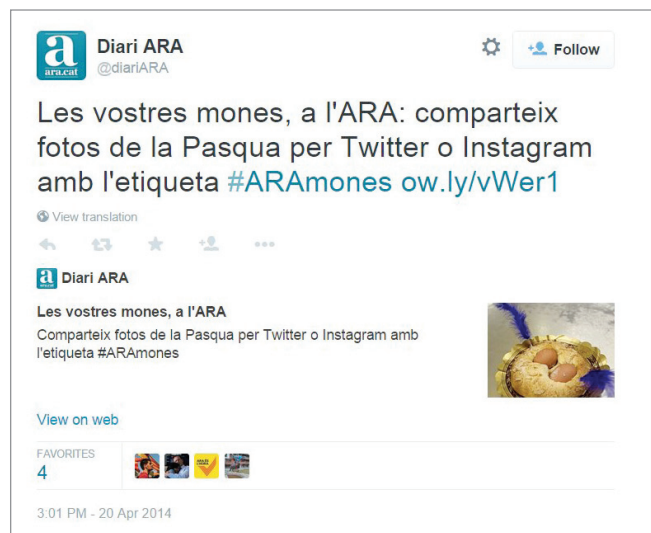 a
ara.cat
Diari ARA
@diariARA
Follow
Les vostres mones, a l'ARA: comparteix
fotos de la Pasqua per Twitter o Instagram
amb l'etiqueta #ARAmones ow.ly/vWer1
View translation
a
Diari ARA
Les vostres mones, a l'ARA
Comparteix fotos de la Pasqua per Twitter o Instagram amb
l'etiqueta #ARAmones
View on web
FAVORITES
4
3:01 PM - 20 Apr 2014